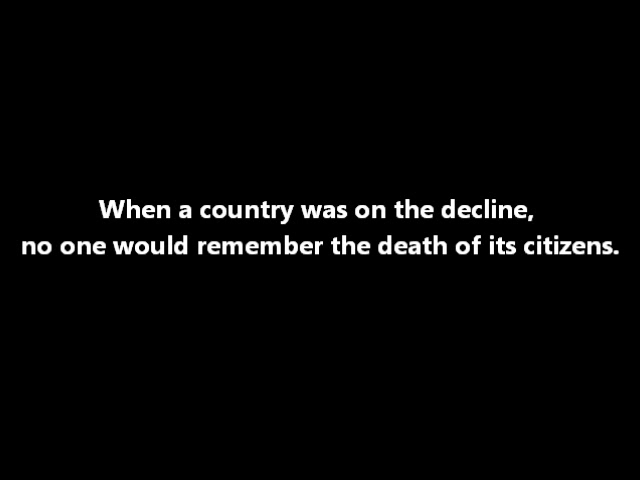 When a country was on the decline,
no one would remember the death of its citizens.